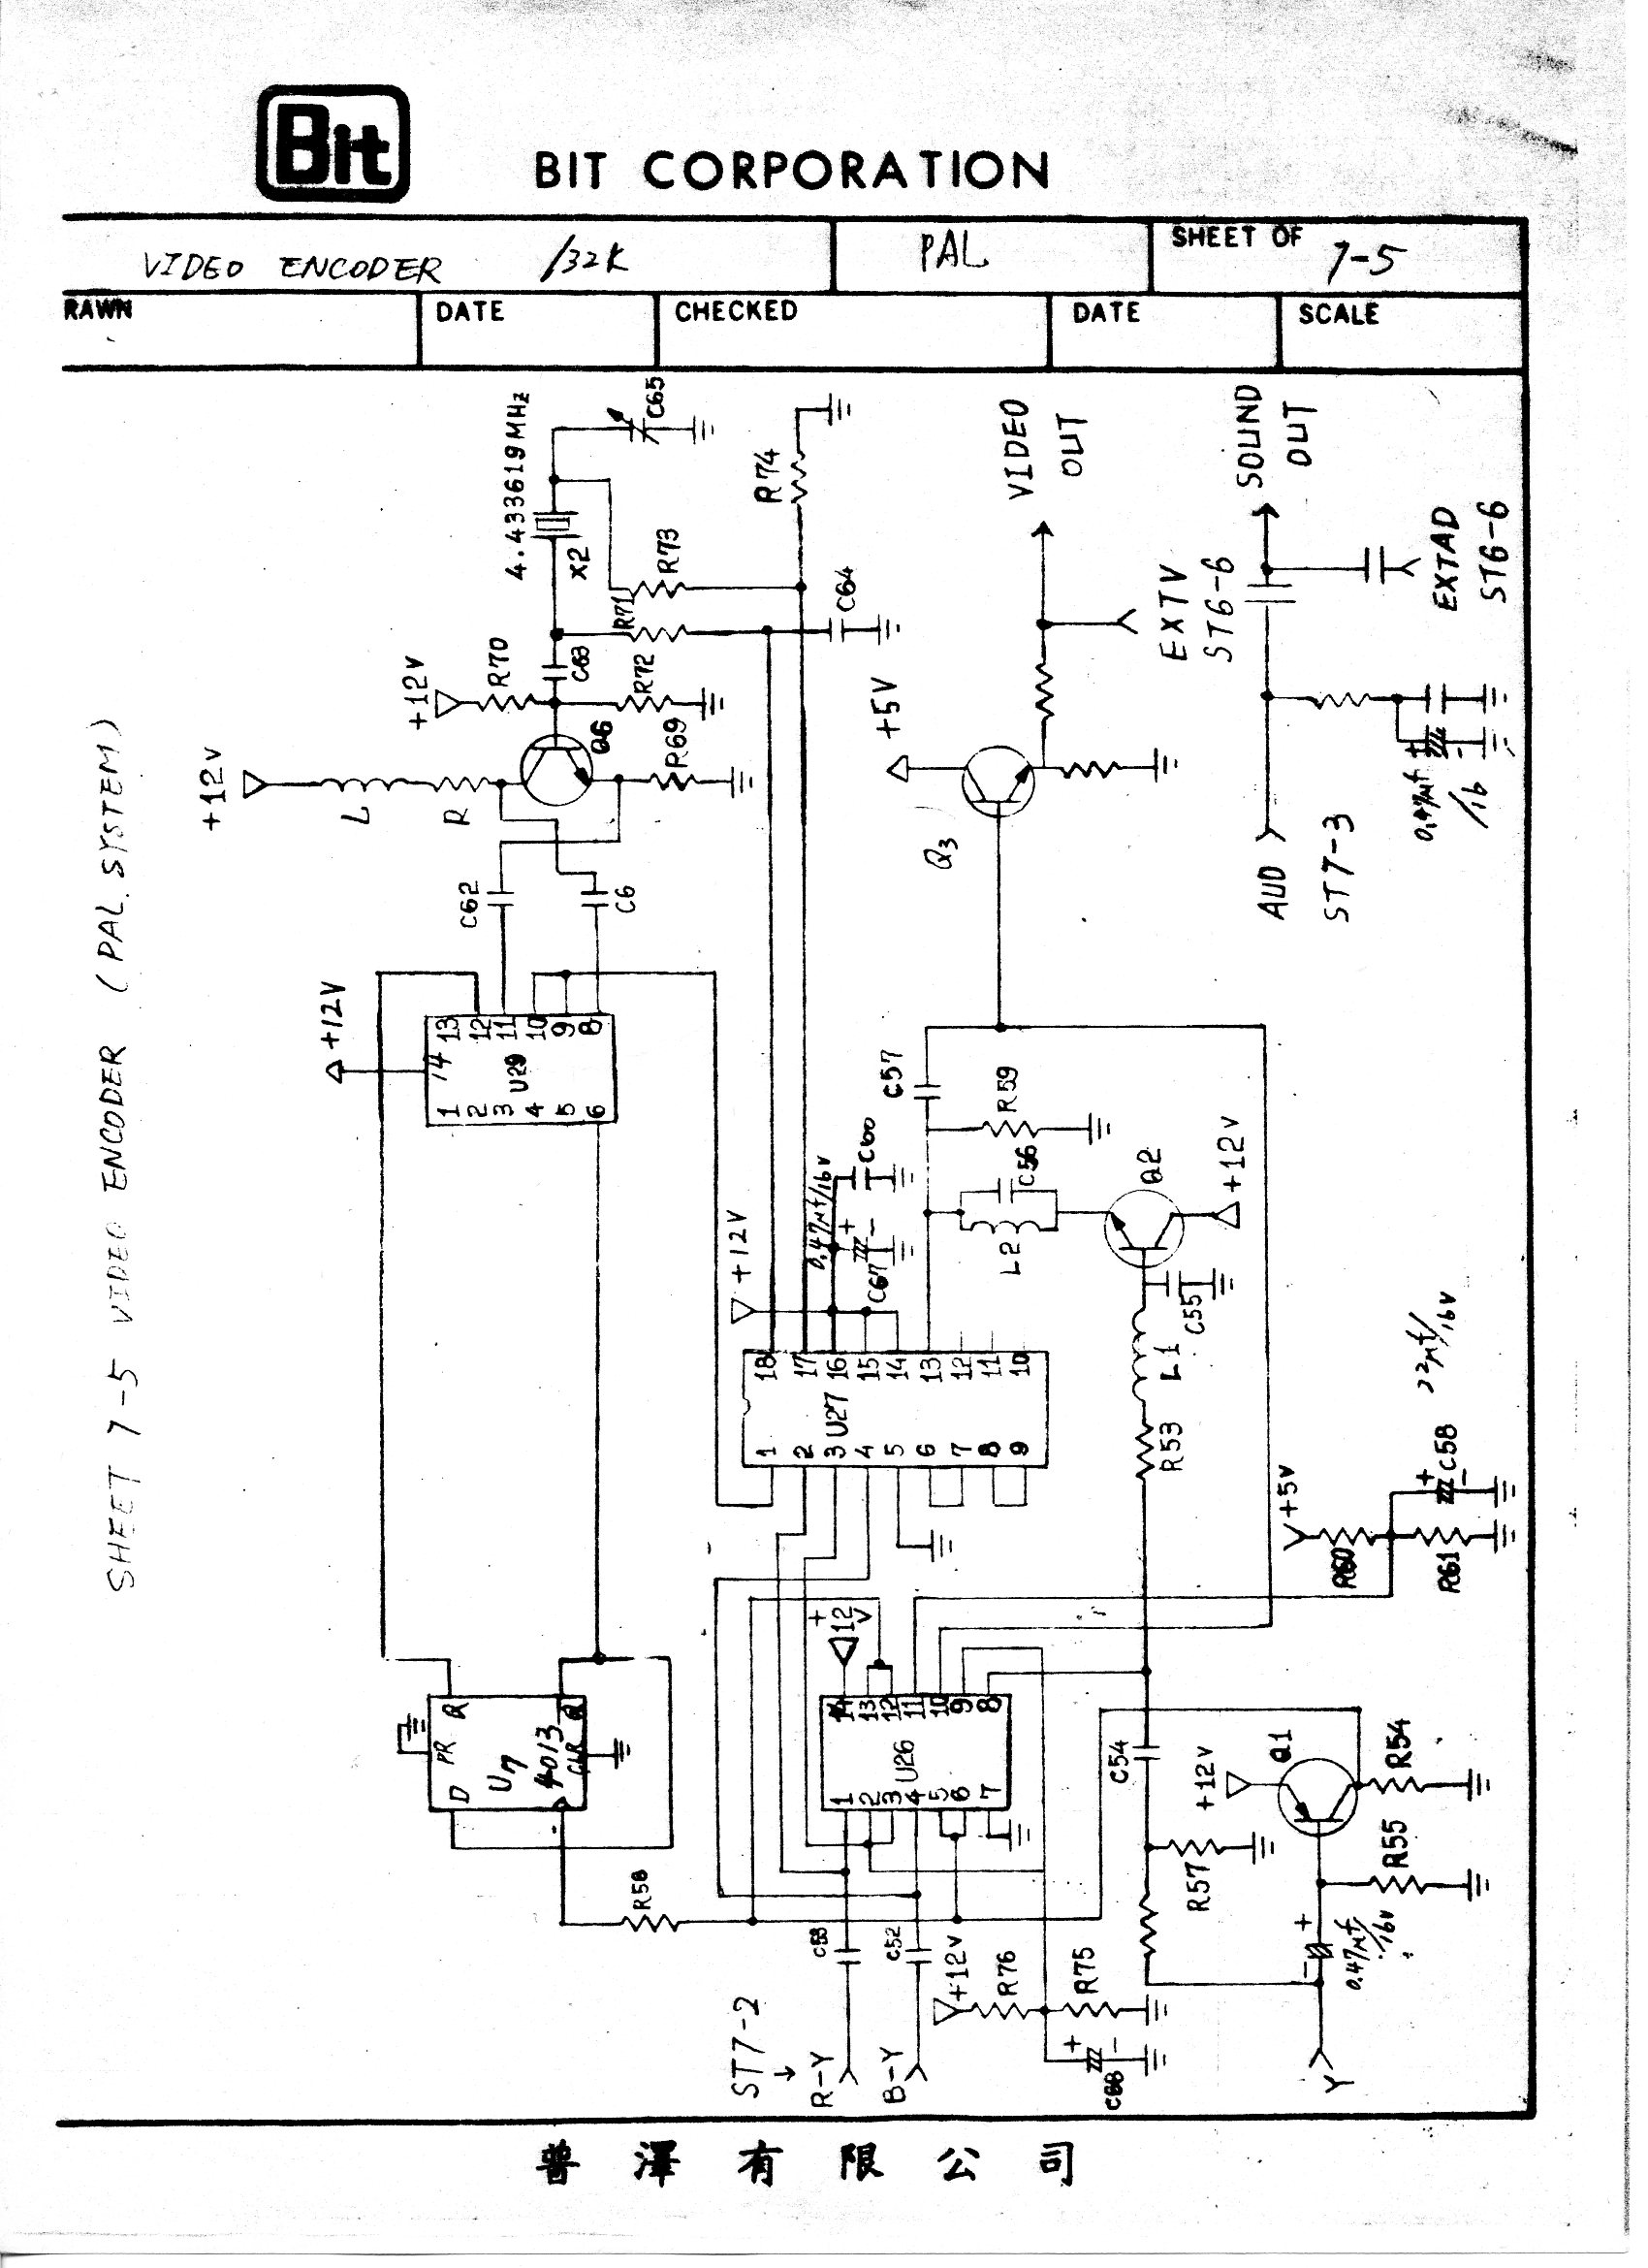 Bit
BIT CORPORATION
VIDEO ENCODER /32K
PAL
SHEET OF 7-5
RAWN
DATE
CHECKED
DATE
SCALE
SHEET 7-5 VIDEO ENCODER (PAL SYSTEM)
4.433619MHz
X2
C65
R74
R73
R71
C64
+12V
R70
C63
R72
+12V
L
R
Q6
R69
C62
C6
+12V
14 13 12 11 10 9 8
U29
1 2 3 4 5 6
VIDEO
OUT
SOUND
OUT
EXTV
ST6-6
EXTAD
ST6-6
+5V
Q3
AUD
ST7-3
0.47µf
/16
C57
R59
C56
L2
Q2
+12V
C60
0.47µf/16V
C67
+12V
18 17 16 15 14 13 12 11 10
U27
1 2 3 4 5 6 7 8 9
C55
L1
R53
22µf/16V
C58
+5V
R60
R61
PR
Q
D
U7
4013
CLR
Q
R58
+12V
14 13 12 11 10 9 8
U26
1 2 3 4 5 6 7
C54
+12V
Q1
R54
R55
R57
0.47µf
16V
C53
C52
+12V
R76
R75
C68
ST7-2
R-Y
B-Y
Y
普澤有限公司